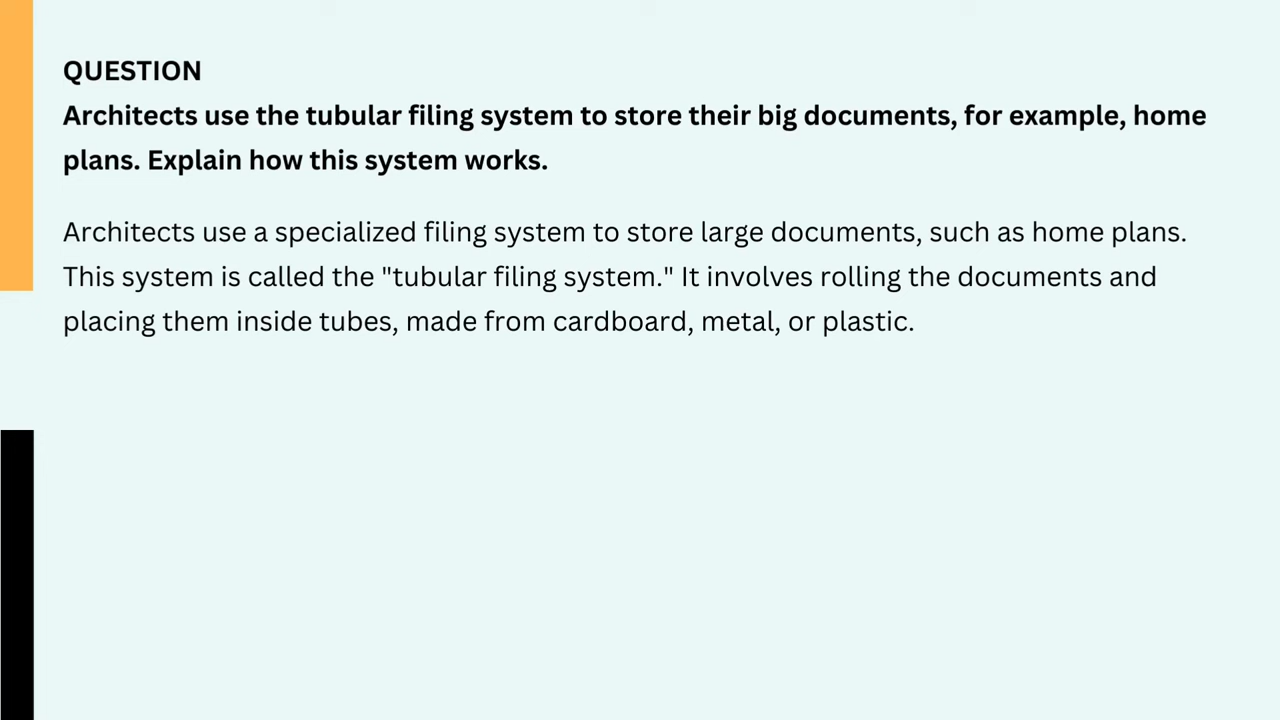 QUESTION
Architects use the tubular filing system to store their big documents, for example, home
plans. Explain how this system works.
Architects use a specialized filing system to store large documents, such as home plans.
This system is called the "tubular filing system." It involves rolling the documents and
placing them inside tubes, made from cardboard, metal, or plastic.